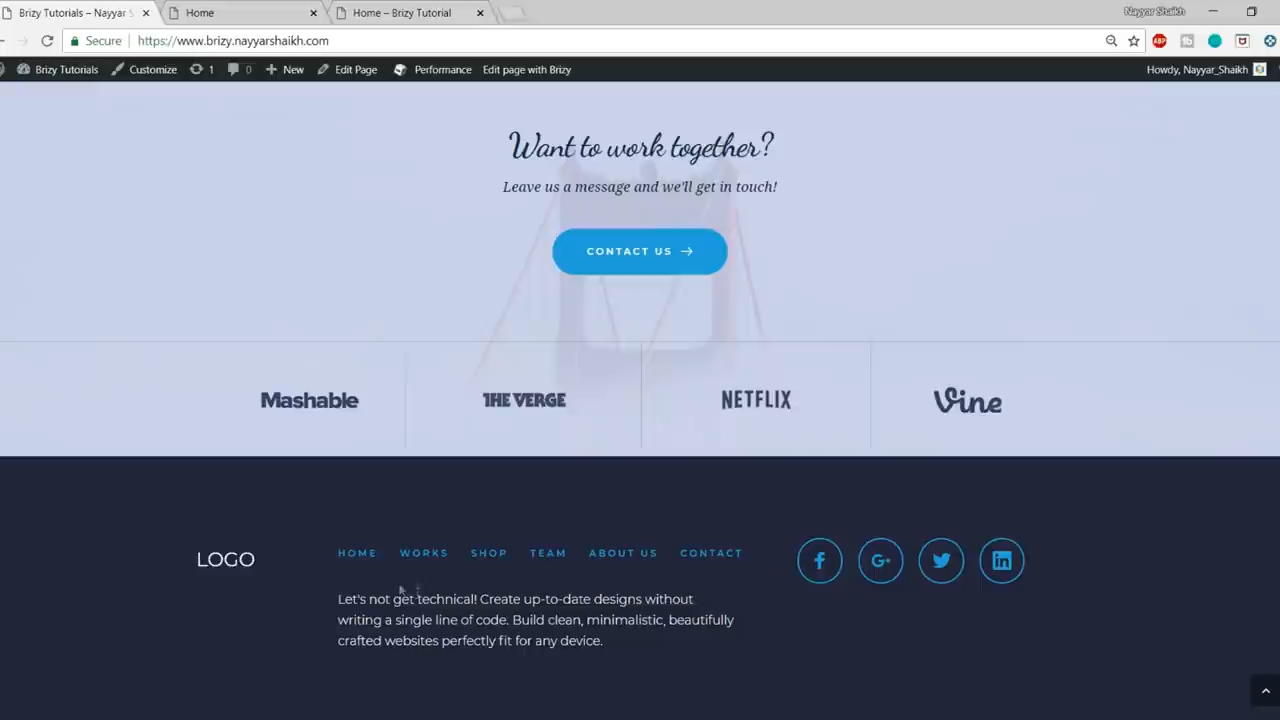 Brizy Tutorials – Nayyar S
Home
Home – Brizy Tutorial
Nayyar Shaikh
Secure
https://www.brizy.nayyarshaikh.com
Brizy Tutorials
Customize
1
0
New
Edit Page
Performance
Edit page with Brizy
Howdy, Nayyar_Shaikh
Want to work together?
Leave us a message and we'll get in touch!
CONTACT US
Mashable
THE VERGE
NETFLIX
Vine
LOGO
HOME WORKS SHOP TEAM ABOUT US CONTACT
Let's not get technical! Create up-to-date designs without
writing a single line of code. Build clean, minimalistic, beautifully
crafted websites perfectly fit for any device.
f
G+
in
ABP